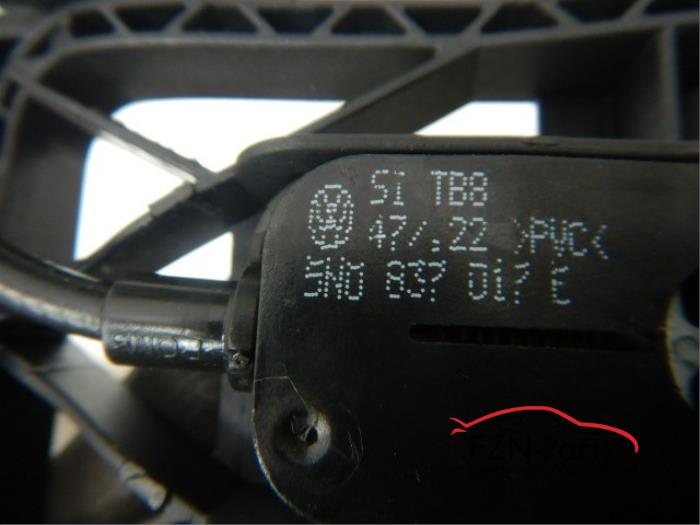 SI TB8
47/.22 >PVC<
5N0 837 017 E
FZN-Parts